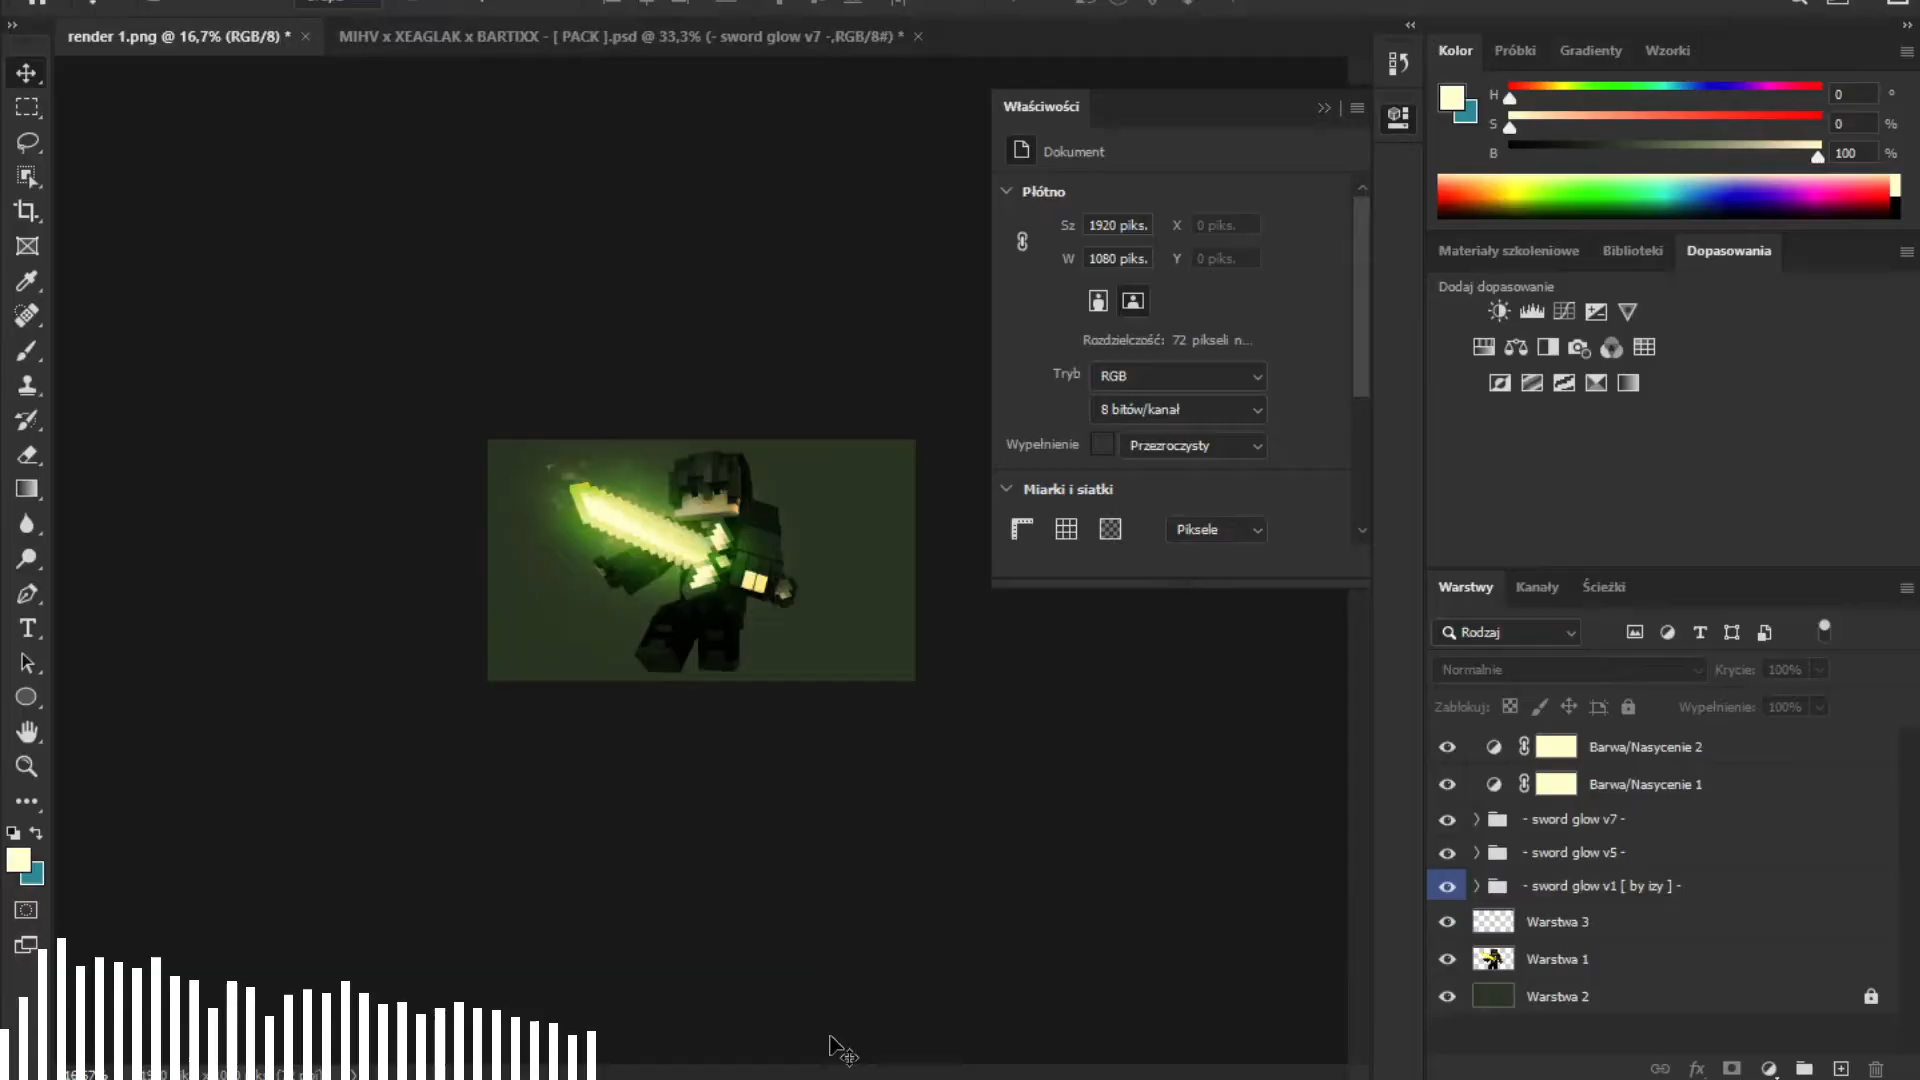 render 1.png @ 16,7% (RGB/8) *
MIHV x XEAGLAK x BARTIXX - [ PACK ].psd @ 33,3% (- sword glow v7 -,RGB/8#) *
Właściwości
Dokument
Płótno
Sz 1920 piks. X 0 piks.
W 1080 piks. Y 0 piks.
Rozdzielczość: 72 pikseli n...
Tryb RGB
8 bitów/kanał
Wypełnienie Przezroczysty
Miarki i siatki
Piksele
Kolor Próbki Gradienty Wzorki
H 0 °
S 0 %
B 100 %
Materiały szkoleniowe Biblioteki Dopasowania
Dodaj dopasowanie
Warstwy Kanały Ścieżki
Rodzaj
Normalnie Krycie: 100%
Zablokuj: Wypełnienie: 100%
Barwa/Nasycenie 2
Barwa/Nasycenie 1
- sword glow v7 -
- sword glow v5 -
- sword glow v1 [ by izy ] -
Warstwa 3
Warstwa 1
Warstwa 2